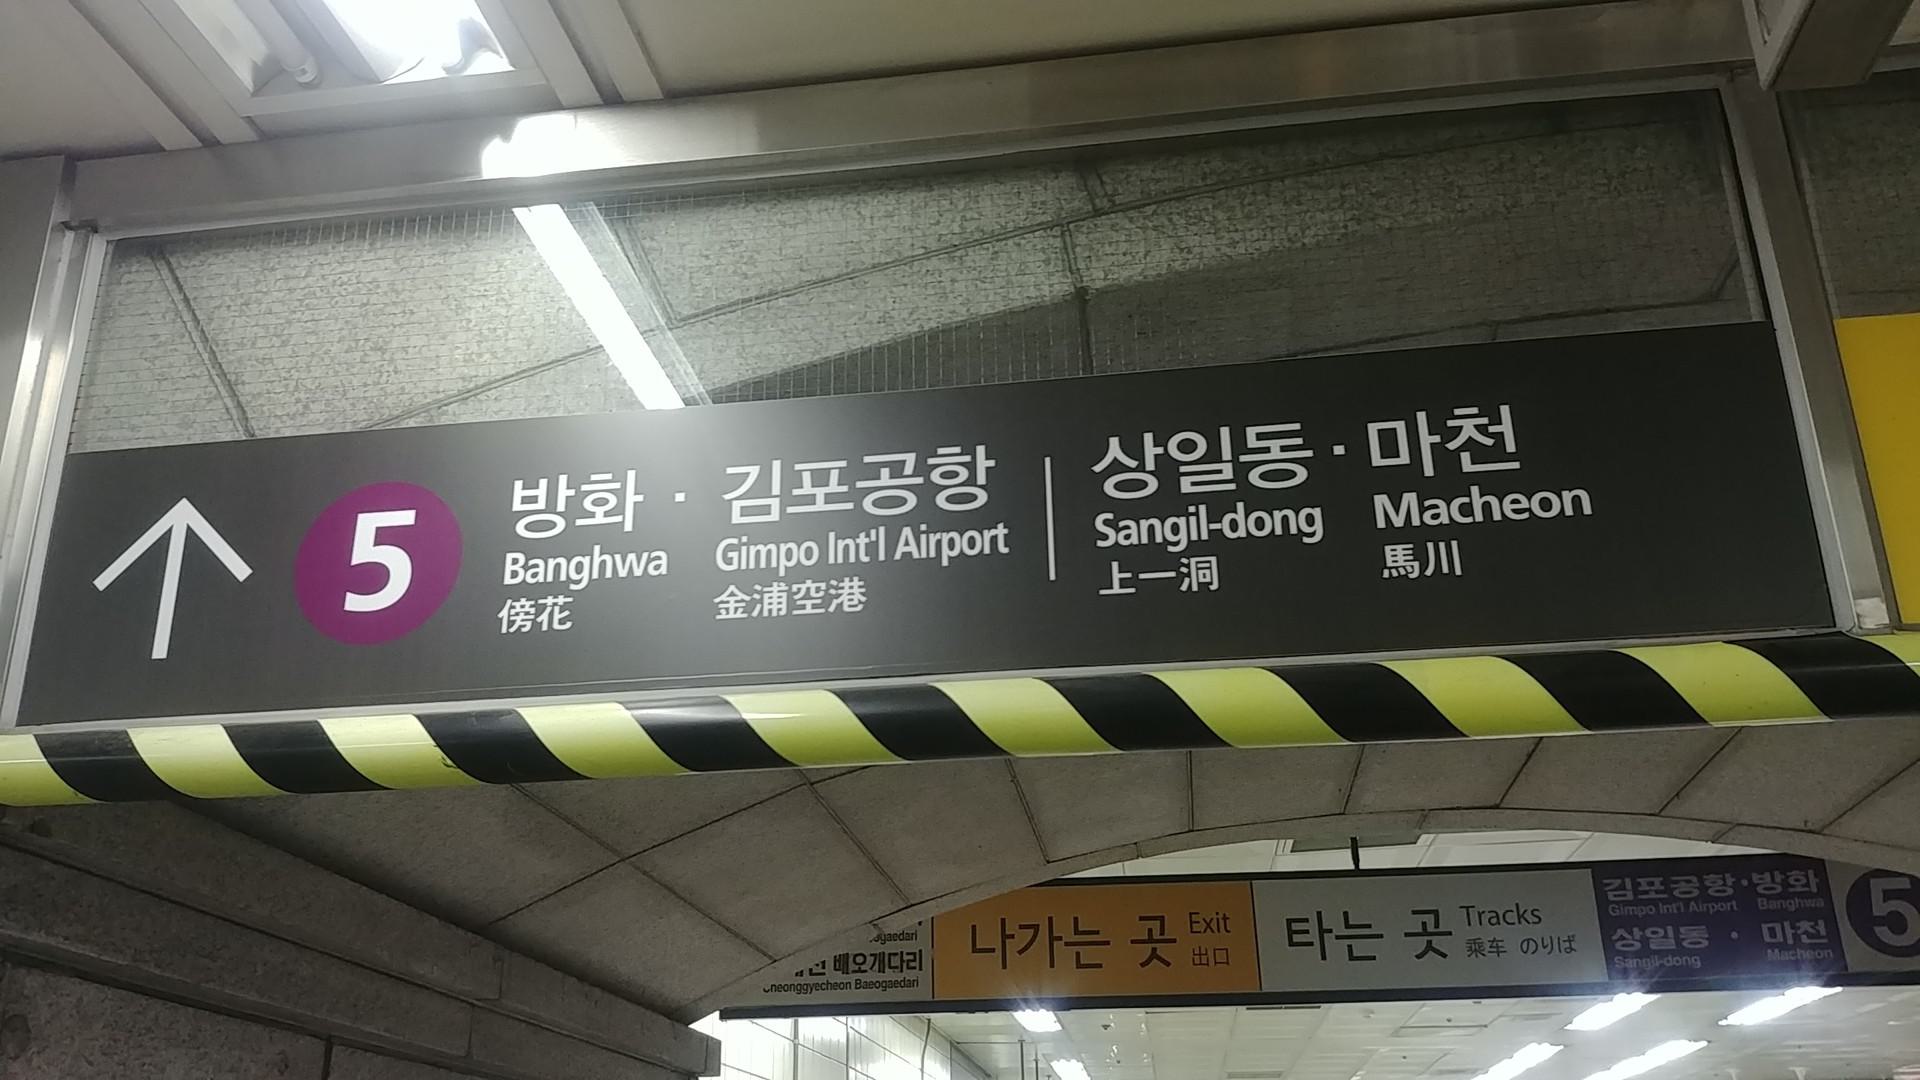 5
방화 · 김포공항 | 상일동 · 마천
Banghwa Gimpo Int'l Airport Sangil-dong Macheon
傍花 金浦空港 上一洞 馬川
배오개다리
Cheonggyecheon Baeogaedari
나가는 곳 Exit
出口
타는 곳 Tracks
乘车 のりば
김포공항·방화
Gimpo Int'l Airport Banghwa
상일동 · 마천
Sangil-dong Macheon
5